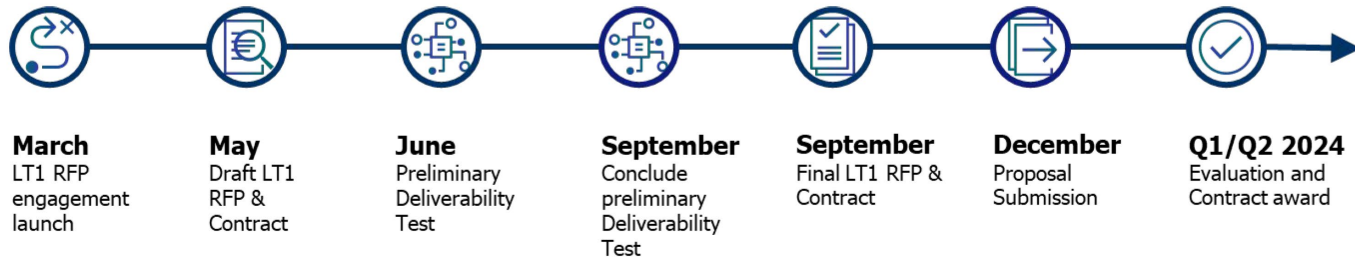 March
LT1 RFP
engagement
launch
May
Draft LT1
RFP &
Contract
June
Preliminary
Deliverability
Test
September
Conclude
preliminary
Deliverability
Test
September
Final LT1 RFP &
Contract
December
Proposal
Submission
Q1/Q2 2024
Evaluation and
Contract award